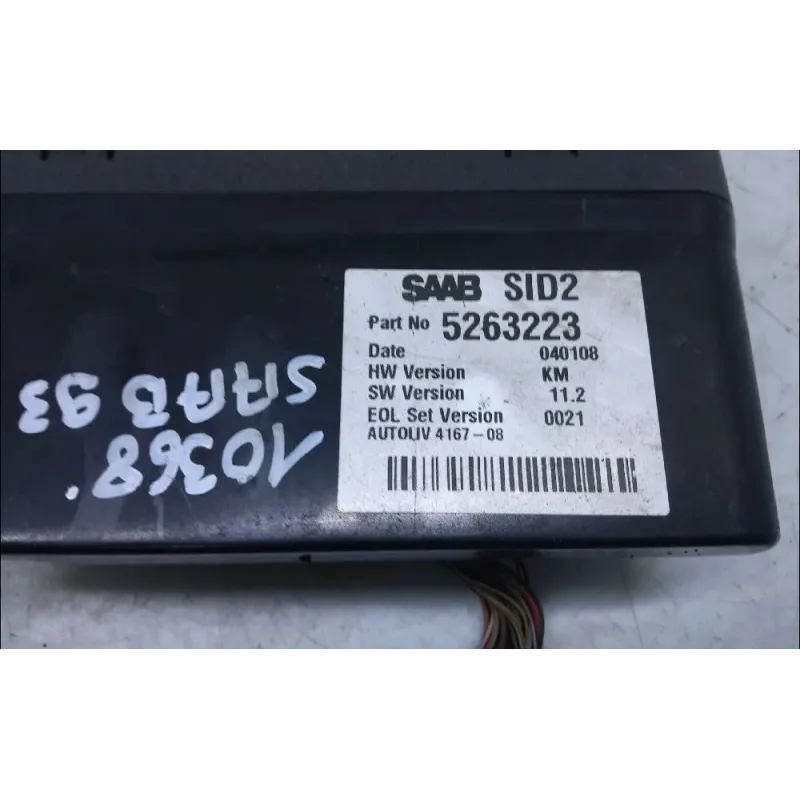 SAAB SID2
Part No 5263223
Date 040108
HW Version KM
SW Version 11.2
EOL Set Version 0021
AUTOLIV 4167-08
10368
SAAB 93